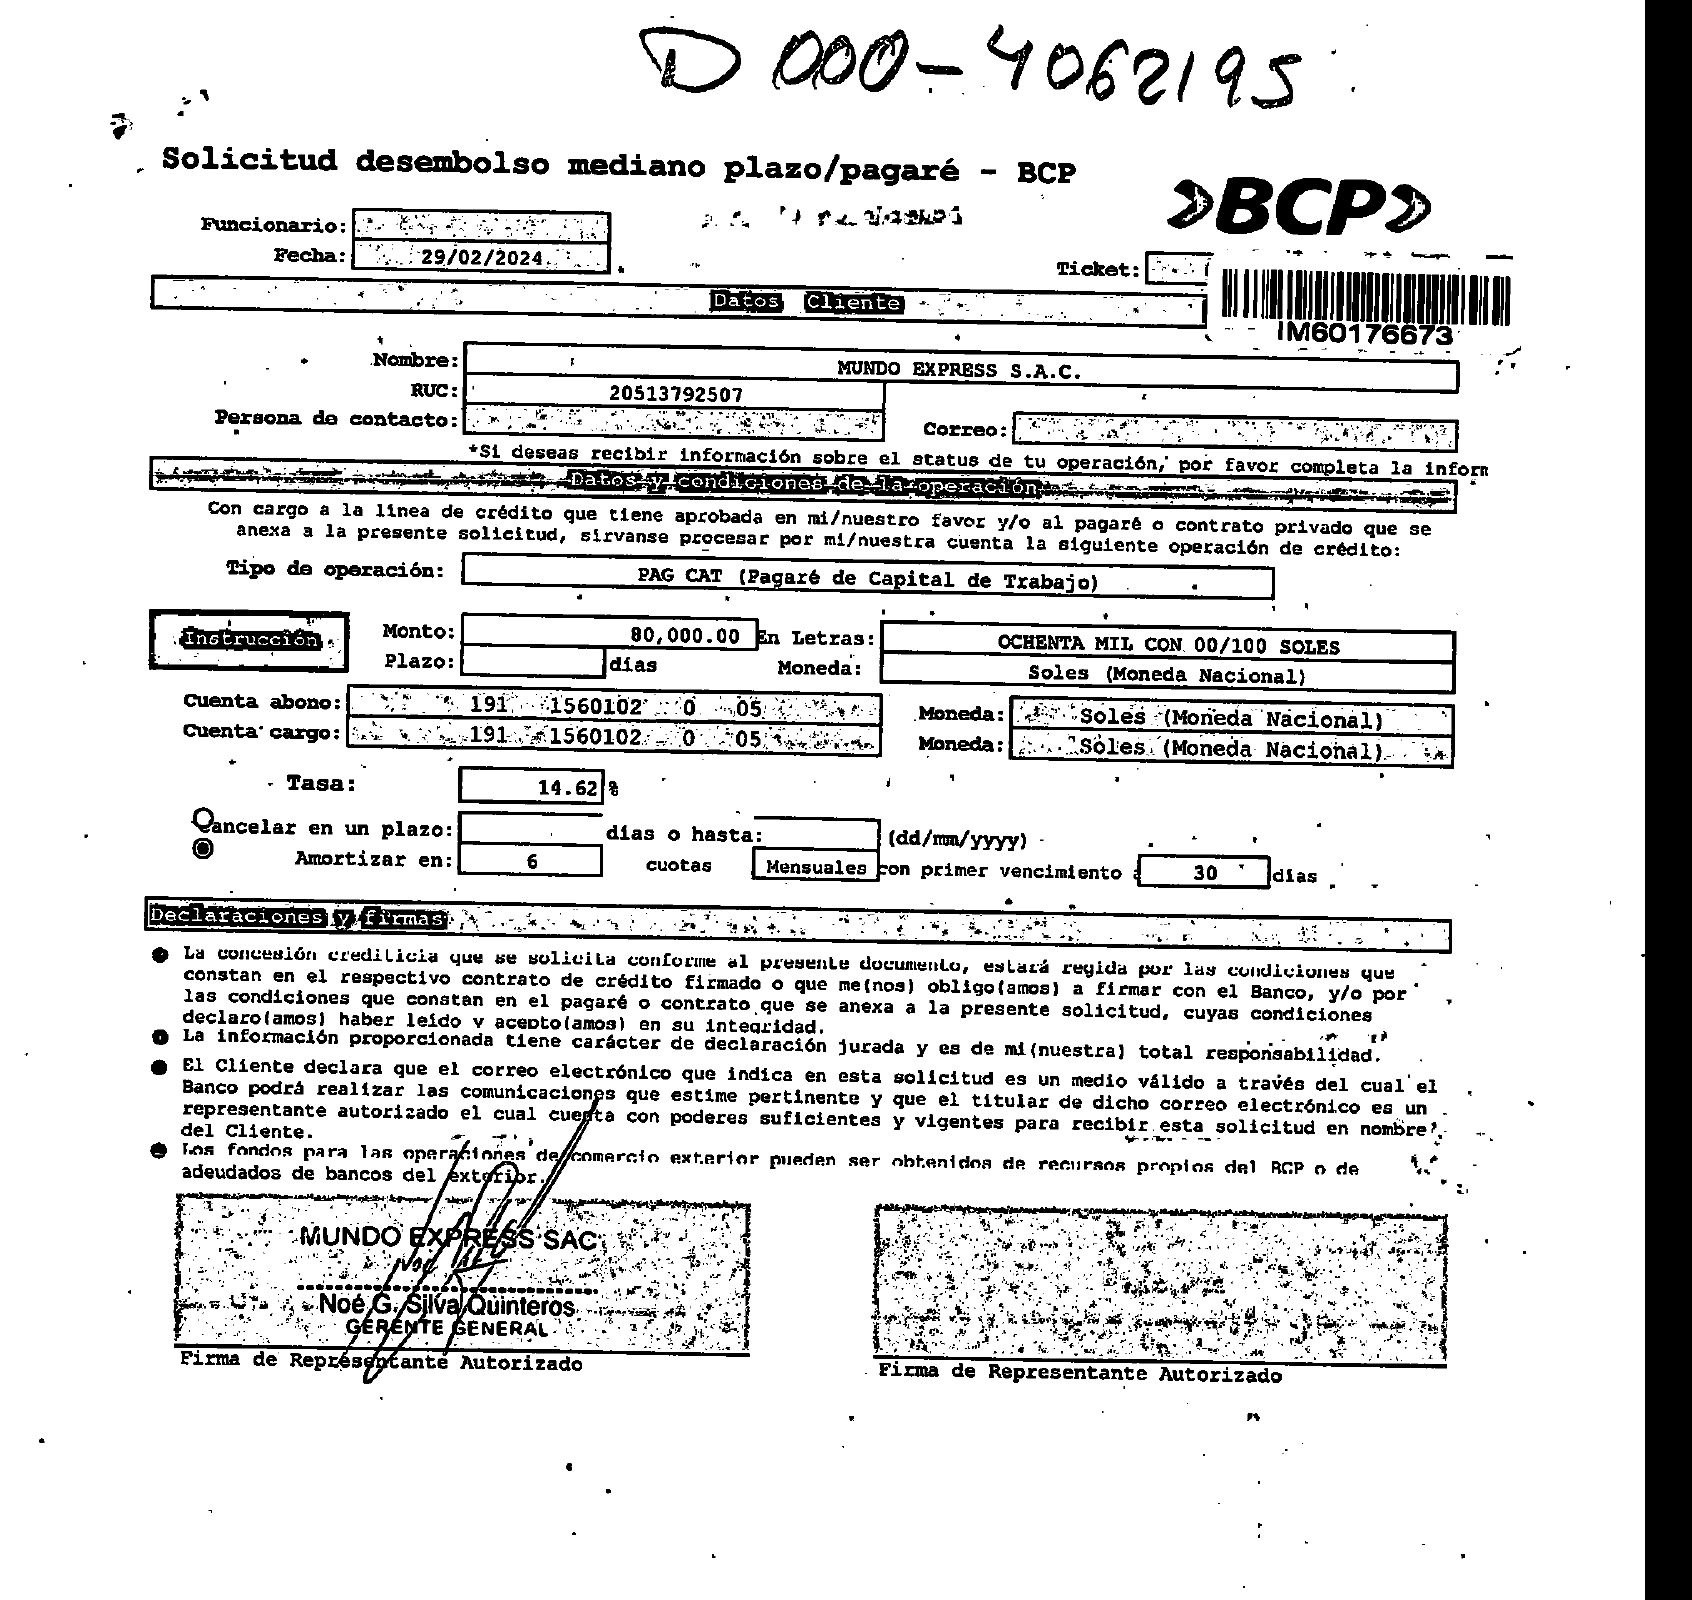 D 000-4062195
Solicitud desembolso mediano plazo/pagaré - BCP
»BCP»
Funcionario:
Fecha: 29/02/2024
Ticket:
Datos Cliente
IM60176673
Nombre: MUNDO EXPRESS S.A.C.
RUC: 20513792507
Persona de contacto: Correo:
*Si deseas recibir información sobre el status de tu operación, por favor completa la inform
Datos y condiciones de la operación
Con cargo a la línea de crédito que tiene aprobada en mi/nuestro favor y/o al pagaré o contrato privado que se
anexa a la presente solicitud, sírvanse procesar por mi/nuestra cuenta la siguiente operación de crédito:
Tipo de operación: PAG CAT (Pagaré de Capital de Trabajo)
Instrucción
Monto: 80,000.00 En Letras: OCHENTA MIL CON 00/100 SOLES
Plazo: días Moneda: Soles (Moneda Nacional)
Cuenta abono: 191 1560102 0 05 Moneda: Soles (Moneda Nacional)
Cuenta cargo: 191 1560102 0 05 Moneda: Soles (Moneda Nacional)
Tasa: 14.62 %
Cancelar en un plazo: días o hasta: (dd/mm/yyyy)
Amortizar en: 6 cuotas Mensuales con primer vencimiento a 30 días
Declaraciones y firmas
La concesión crediticia que se solicita conforme al presente documento, estará regida por las condiciones que
constan en el respectivo contrato de crédito firmado o que me(nos) obligo(amos) a firmar con el Banco, y/o por
las condiciones que constan en el pagaré o contrato que se anexa a la presente solicitud, cuyas condiciones
declaro(amos) haber leído y acepto(amos) en su integridad.
La información proporcionada tiene carácter de declaración jurada y es de mi(nuestra) total responsabilidad.
El Cliente declara que el correo electrónico que indica en esta solicitud es un medio válido a través del cual el
Banco podrá realizar las comunicaciones que estime pertinente y que el titular de dicho correo electrónico es un
representante autorizado el cual cuenta con poderes suficientes y vigentes para recibir esta solicitud en nombre
del Cliente.
Los fondos para las operaciones de comercio exterior pueden ser obtenidos de recursos propios del BCP o de
adeudados de bancos del exterior.
MUNDO EXPRESS SAC
Noé G. Silva Quinteros
GERENTE GENERAL
Firma de Representante Autorizado
Firma de Representante Autorizado